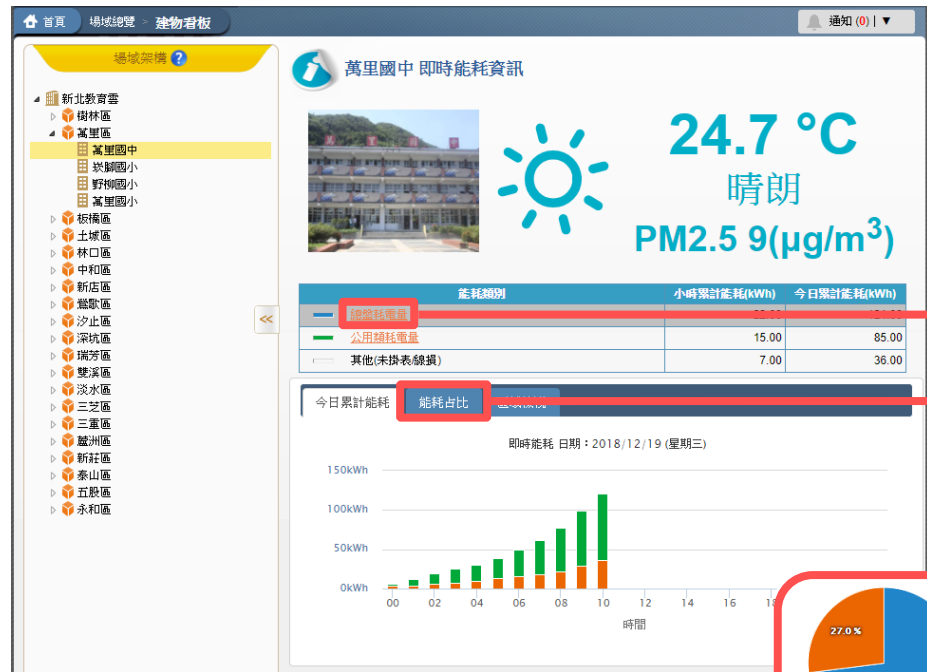 首頁 場域總覽 > 建物看板
通知 (0) | ▼
場域架構 ?
萬里國中 即時能耗資訊
新北教育雲
樹林區
萬里區
萬里國中
崁腳國小
野柳國小
萬里國小
板橋區
土城區
林口區
中和區
新店區
鶯歌區
汐止區
深坑區
瑞芳區
雙溪區
淡水區
三芝區
三重區
蘆洲區
新莊區
泰山區
五股區
永和區
<<
24.7 °C
晴朗
PM2.5 9(μg/m³)
能耗類別 小時累計能耗(kWh) 今日累計能耗(kWh)
總盤耗電量
公用類耗電量 15.00 85.00
其他(未掛表/線損) 7.00 36.00
今日累計能耗 能耗占比
即時能耗 日期：2018/12/19 (星期三)
150kWh
100kWh
50kWh
0kWh
00 02 04 06 08 10 12 14 16
時間
27.0 %